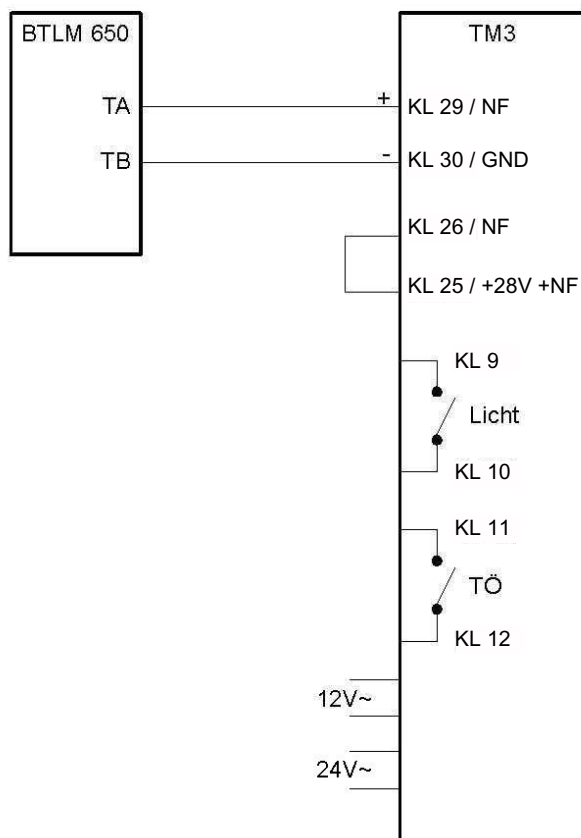 BTLM 650
TM3
TA
+
KL 29 / NF
TB
-
KL 30 / GND
KL 26 / NF
KL 25 / +28V +NF
KL 9
Licht
KL 10
KL 11
TÖ
KL 12
12V~
24V~